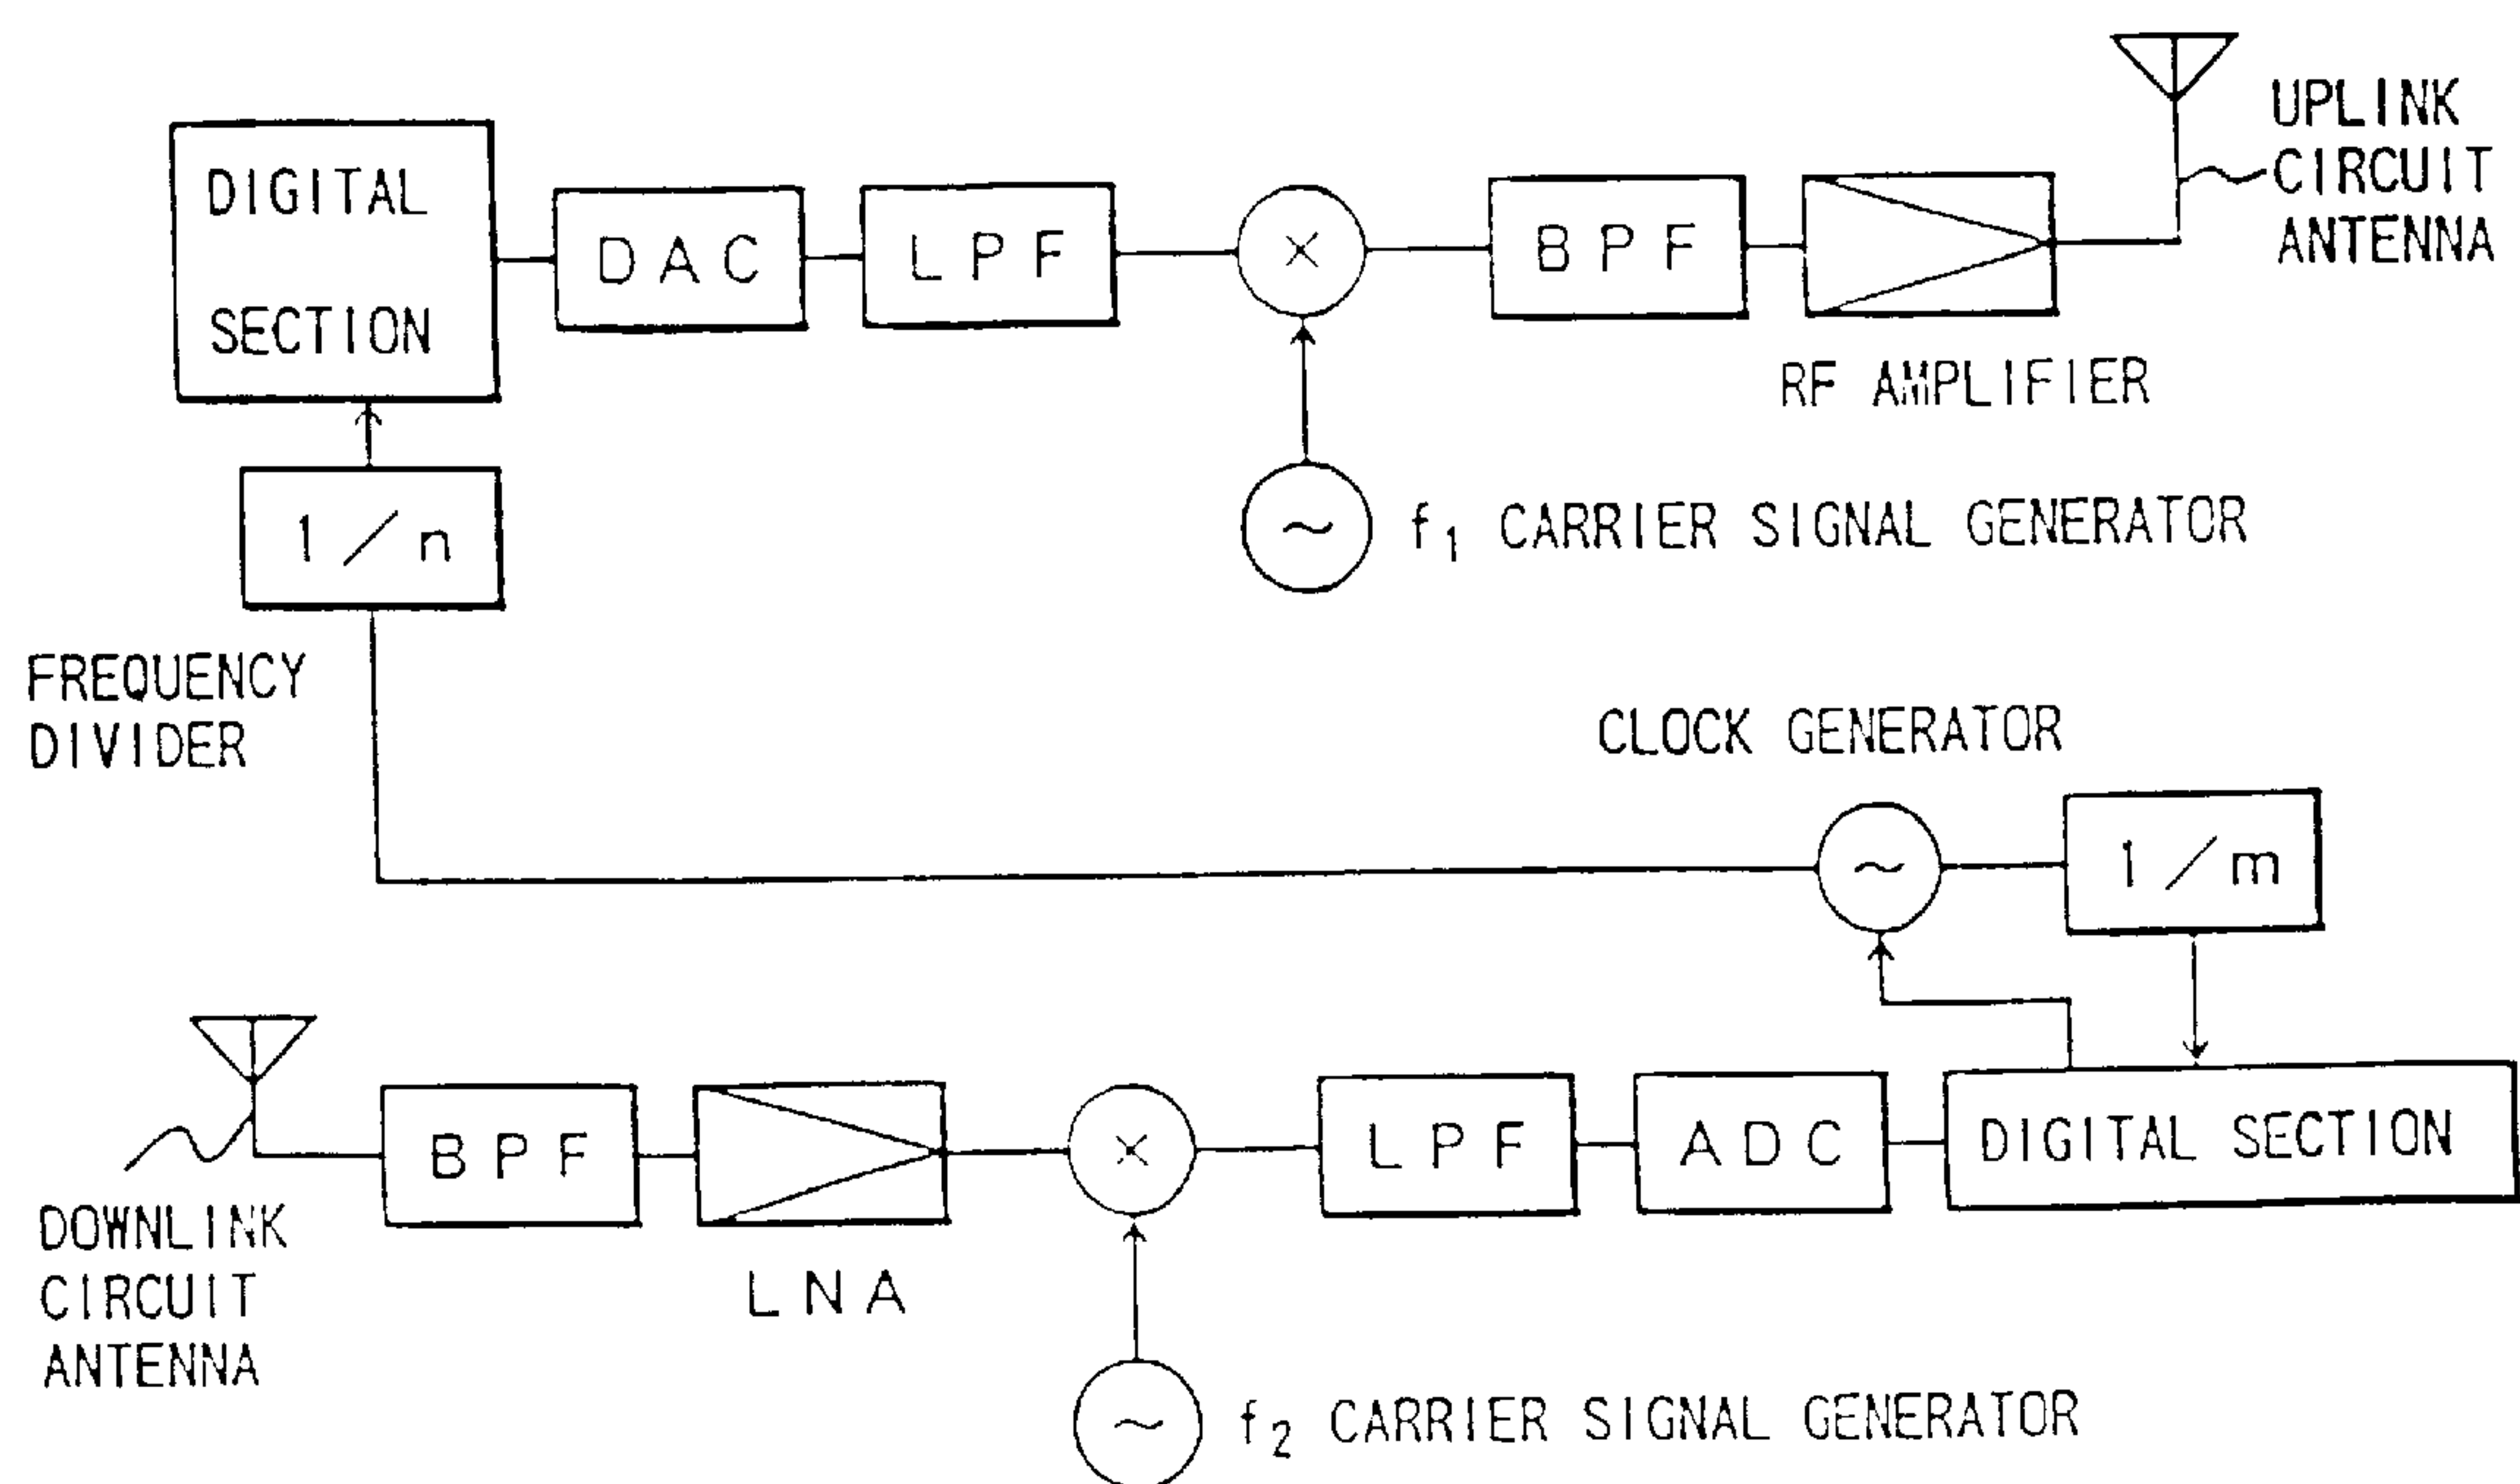 UPLINK
CIRCUIT
ANTENNA
DIGITAL
SECTION
DAC
LPF
×
BPF
RF AMPLIFIER
1/n
~
f₁ CARRIER SIGNAL GENERATOR
FREQUENCY
DIVIDER
CLOCK GENERATOR
~
1/m
BPF
×
LPF
ADC
DIGITAL SECTION
DOWNLINK
CIRCUIT
ANTENNA
LNA
~
f₂ CARRIER SIGNAL GENERATOR